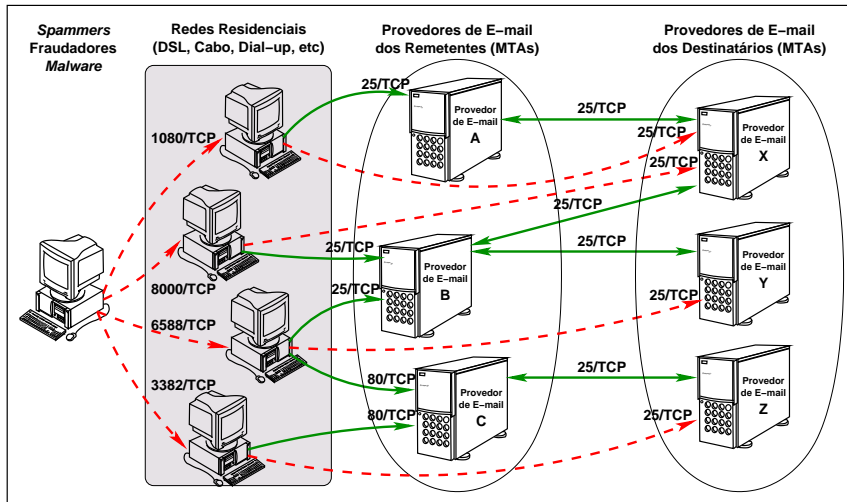 Spammers
Fraudadores
Malware
Redes Residenciais
(DSL, Cabo, Dial−up, etc)
Provedores de E−mail
dos Remetentes (MTAs)
Provedores de E−mail
dos Destinatários (MTAs)
25/TCP
25/TCP
1080/TCP
Provedor
de E−mail
A
25/TCP
25/TCP
Provedor
de E−mail
X
25/TCP
8000/TCP
25/TCP
25/TCP
Provedor
de E−mail
B
25/TCP
Provedor
de E−mail
Y
25/TCP
25/TCP
6588/TCP
3382/TCP
80/TCP
25/TCP
Provedor
de E−mail
C
80/TCP
25/TCP
Provedor
de E−mail
Z